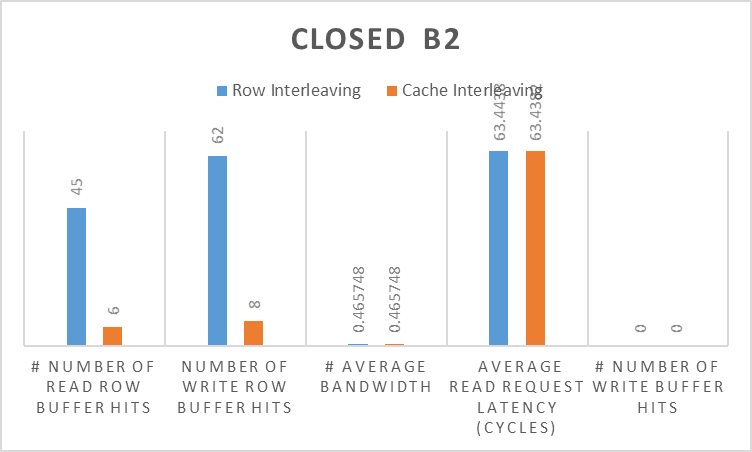 CLOSED B2
Row Interleaving
Cache Interleaving
45
6
62
8
0.465748
0.465748
63.4438
0
0
# NUMBER OF
READ ROW
BUFFER HITS
NUMBER OF
WRITE ROW
BUFFER HITS
# AVERAGE
BANDWIDTH
AVERAGE
READ REQUEST
LATENCY
(CYCLES)
# NUMBER OF
WRITE BUFFER
HITS